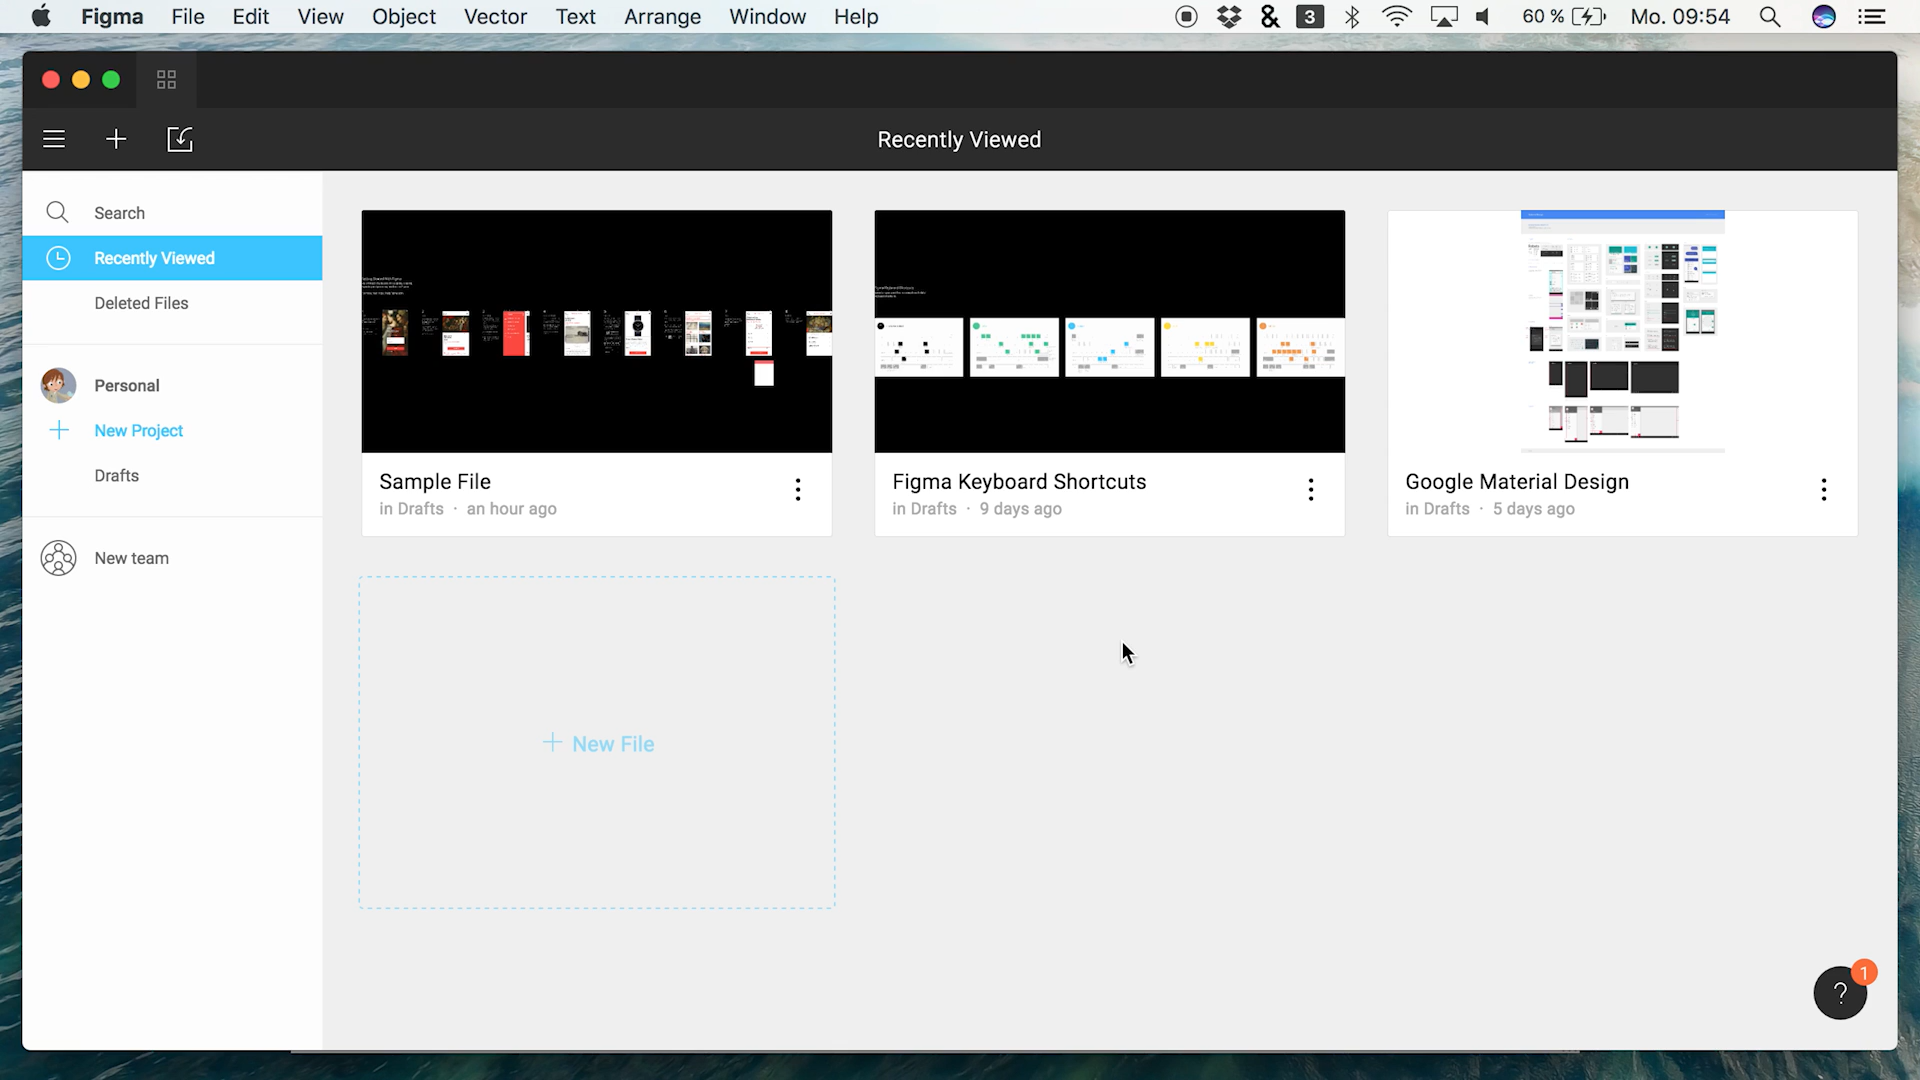 Figma File Edit View Object Vector Text Arrange Window Help 3 60 % Mo. 09:54
Recently Viewed
Search
Recently Viewed
Deleted Files
Personal
New Project
Drafts
New team
Sample File
in Drafts · an hour ago
Figma Keyboard Shortcuts
in Drafts · 9 days ago
Google Material Design
in Drafts · 5 days ago
+ New File
1
?